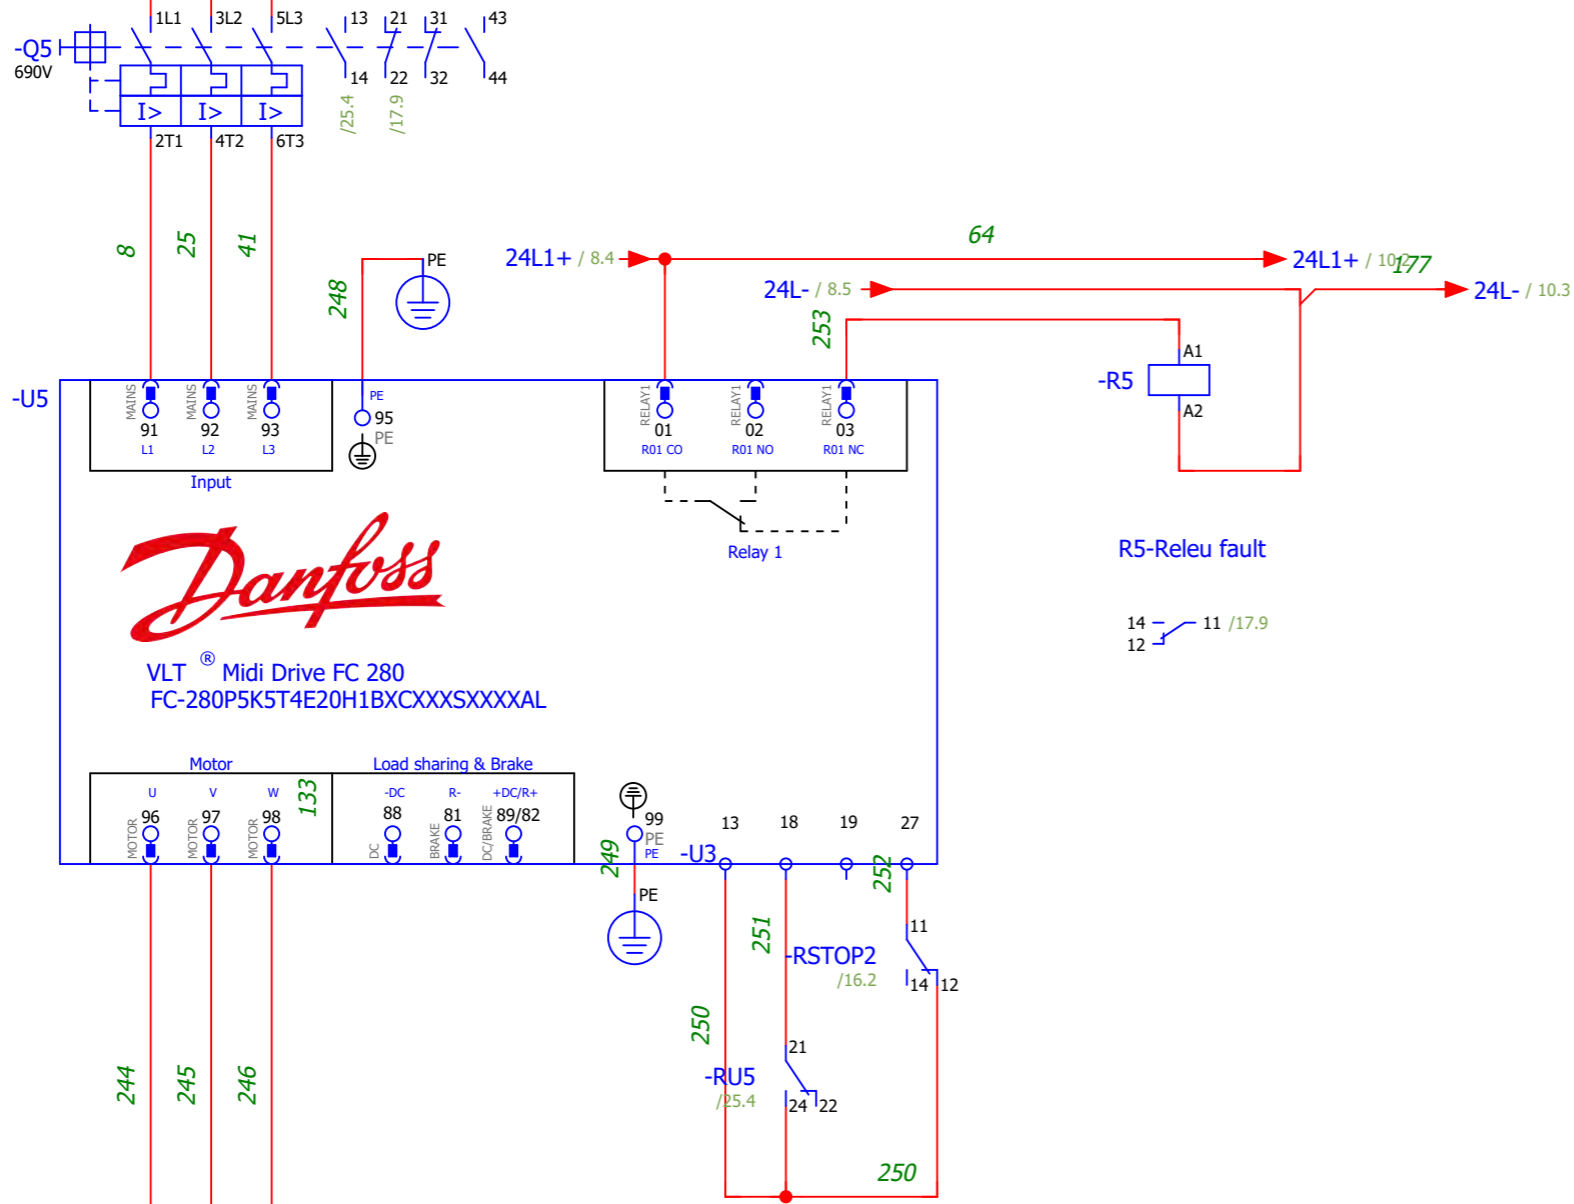 1L1 3L2 5L3 13 21 31 43
-Q5
690V
14 22 32 44
I> I> I>
/25.4 /17.9
2T1 4T2 6T3
8 25 41
248
PE
24L1+ / 8.4
64
24L1+ / 10.2
177
24L- / 8.5
24L- / 10.3
253
A1
-R5
A2
-U5
MAINS MAINS MAINS
91 92 93
L1 L2 L3
Input
PE
95
PE
RELAY1 RELAY1 RELAY1
01 02 03
R01 CO R01 NO R01 NC
Relay 1
R5-Releu fault
14 11 /17.9
12
Danfoss
VLT ® Midi Drive FC 280
FC-280P5K5T4E20H1BXCXXXSXXXXAL
Motor
Load sharing & Brake
U V W
133
-DC R- +DC/R+
96 97 98
88 81 89/82
MOTOR MOTOR MOTOR
DC BRAKE DC/BRAKE
99
PE
PE
249
PE
-U3
13 18 19 27
252
251
11
-RSTOP2
/16.2
14 12
250
21
-RU5
/25.4
24 22
250
244 245 246